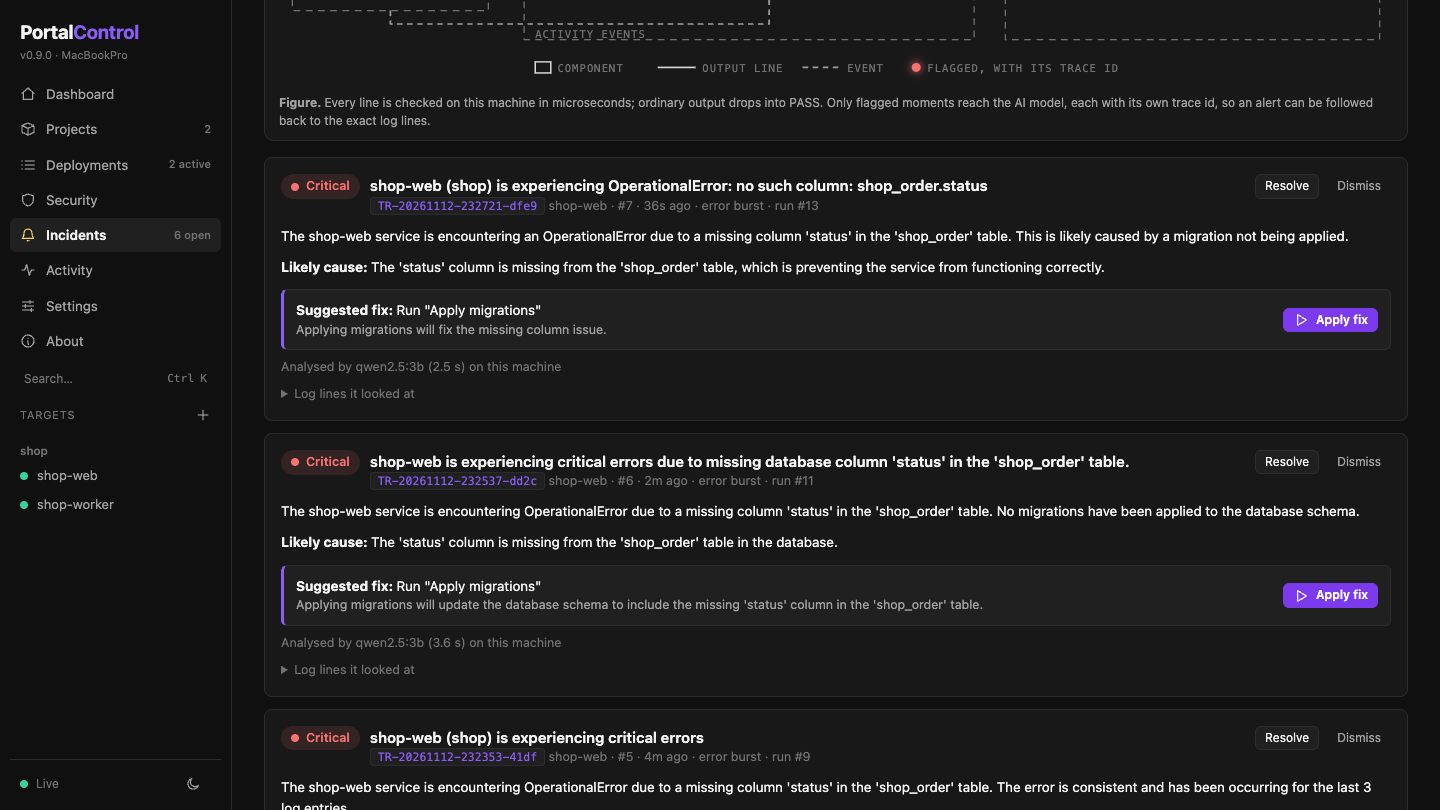 PortalControl
v0.9.0 · MacBookPro
Dashboard
Projects 2
Deployments 2 active
Security
Incidents 6 open
Activity
Settings
About
Search... Ctrl K
TARGETS
shop
shop-web
shop-worker
Live
ACTIVITY EVENTS
COMPONENT OUTPUT LINE EVENT FLAGGED, WITH ITS TRACE ID
Figure. Every line is checked on this machine in microseconds; ordinary output drops into PASS. Only flagged moments reach the AI model, each with its own trace id, so an alert can be followed
back to the exact log lines.
Critical shop-web (shop) is experiencing OperationalError: no such column: shop_order.status Resolve Dismiss
TR-20261112-232721-dfe9 shop-web · #7 · 36s ago · error burst · run #13
The shop-web service is encountering an OperationalError due to a missing column 'status' in the 'shop_order' table. This is likely caused by a migration not being applied.
Likely cause: The 'status' column is missing from the 'shop_order' table, which is preventing the service from functioning correctly.
Suggested fix: Run "Apply migrations"
Applying migrations will fix the missing column issue.
Apply fix
Analysed by qwen2.5:3b (2.5 s) on this machine
Log lines it looked at
Critical shop-web is experiencing critical errors due to missing database column 'status' in the 'shop_order' table. Resolve Dismiss
TR-20261112-232537-dd2c shop-web · #6 · 2m ago · error burst · run #11
The shop-web service is encountering OperationalError due to a missing column 'status' in the 'shop_order' table. No migrations have been applied to the database schema.
Likely cause: The 'status' column is missing from the 'shop_order' table in the database.
Suggested fix: Run "Apply migrations"
Applying migrations will update the database schema to include the missing 'status' column in the 'shop_order' table.
Apply fix
Analysed by qwen2.5:3b (3.6 s) on this machine
Log lines it looked at
Critical shop-web (shop) is experiencing critical errors Resolve Dismiss
TR-20261112-232353-41df shop-web · #5 · 4m ago · error burst · run #9
The shop-web service is encountering OperationalError due to a missing column 'status' in the 'shop_order' table. The error is consistent and has been occurring for the last 3
log entries.